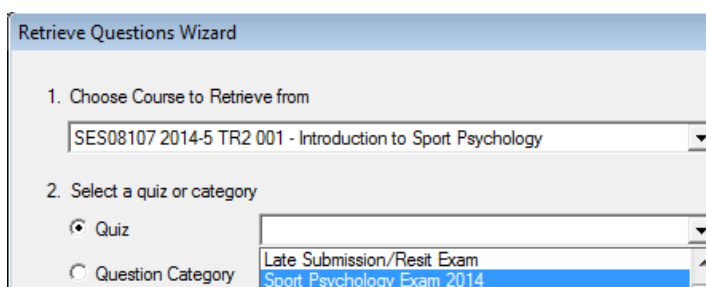 Retrieve Questions Wizard
1. Choose Course to Retrieve from
SES08107 2014-5 TR2 001 - Introduction to Sport Psychology
2. Select a quiz or category
Quiz
Late Submission/Resit Exam
Question Category
Sport Psychology Exam 2014